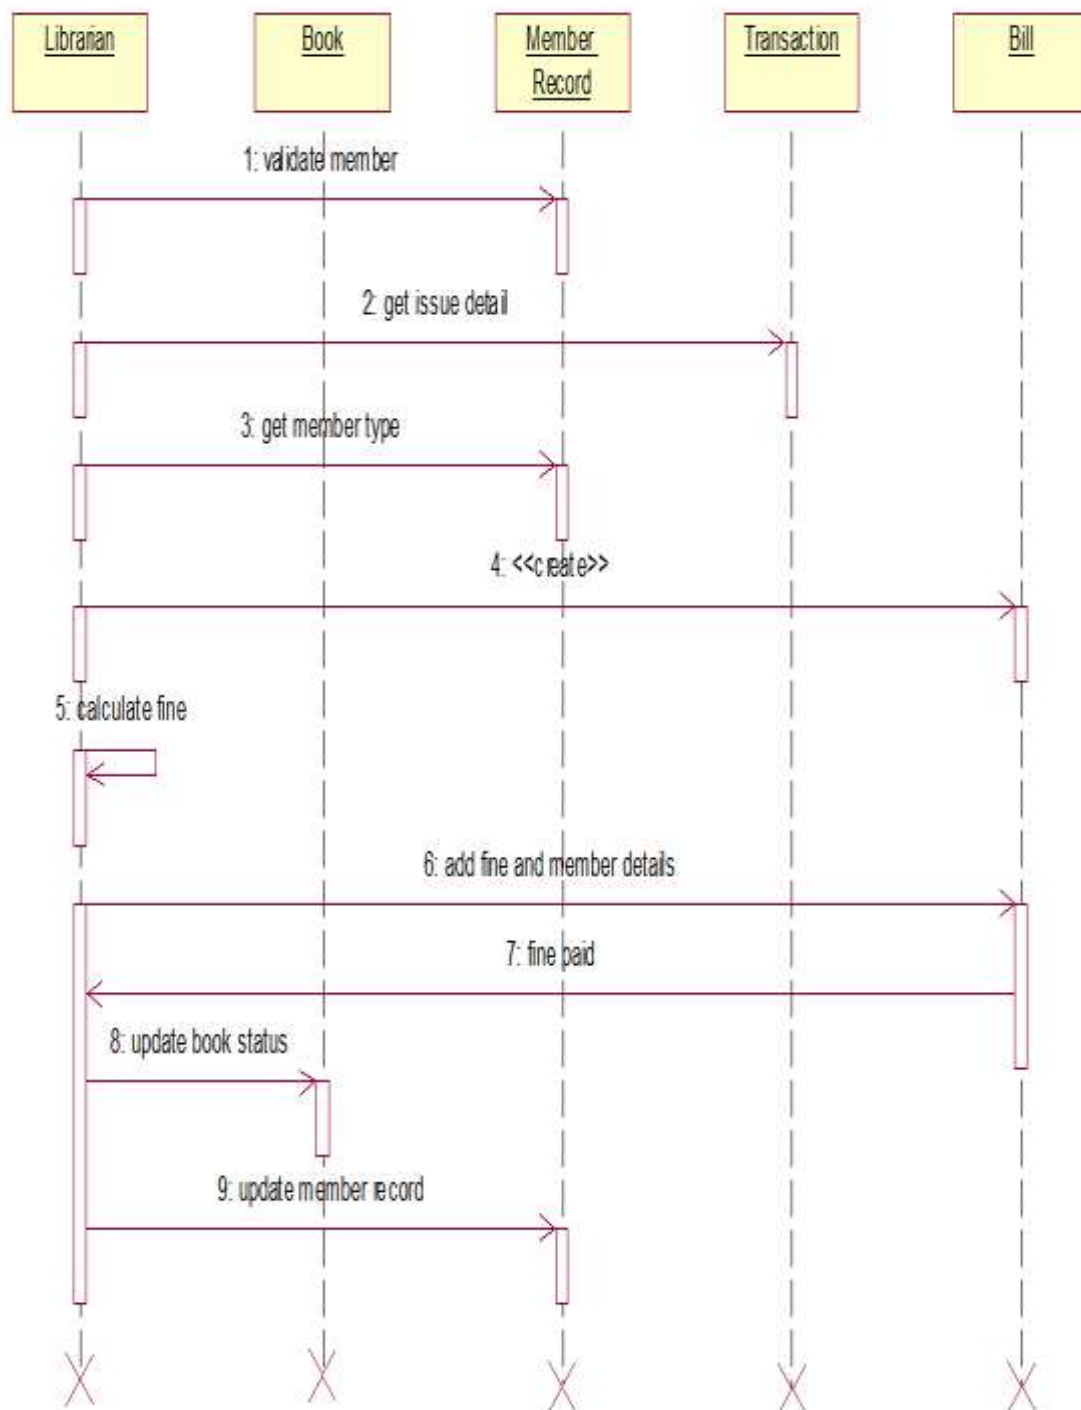 Librarian
Book
Member
Record
Transaction
Bill
1: validate member
2: get issue detail
3: get member type
4: <<create>>
5: calculate fine
6: add fine and member details
7: fine paid
8: update book status
9: update member record